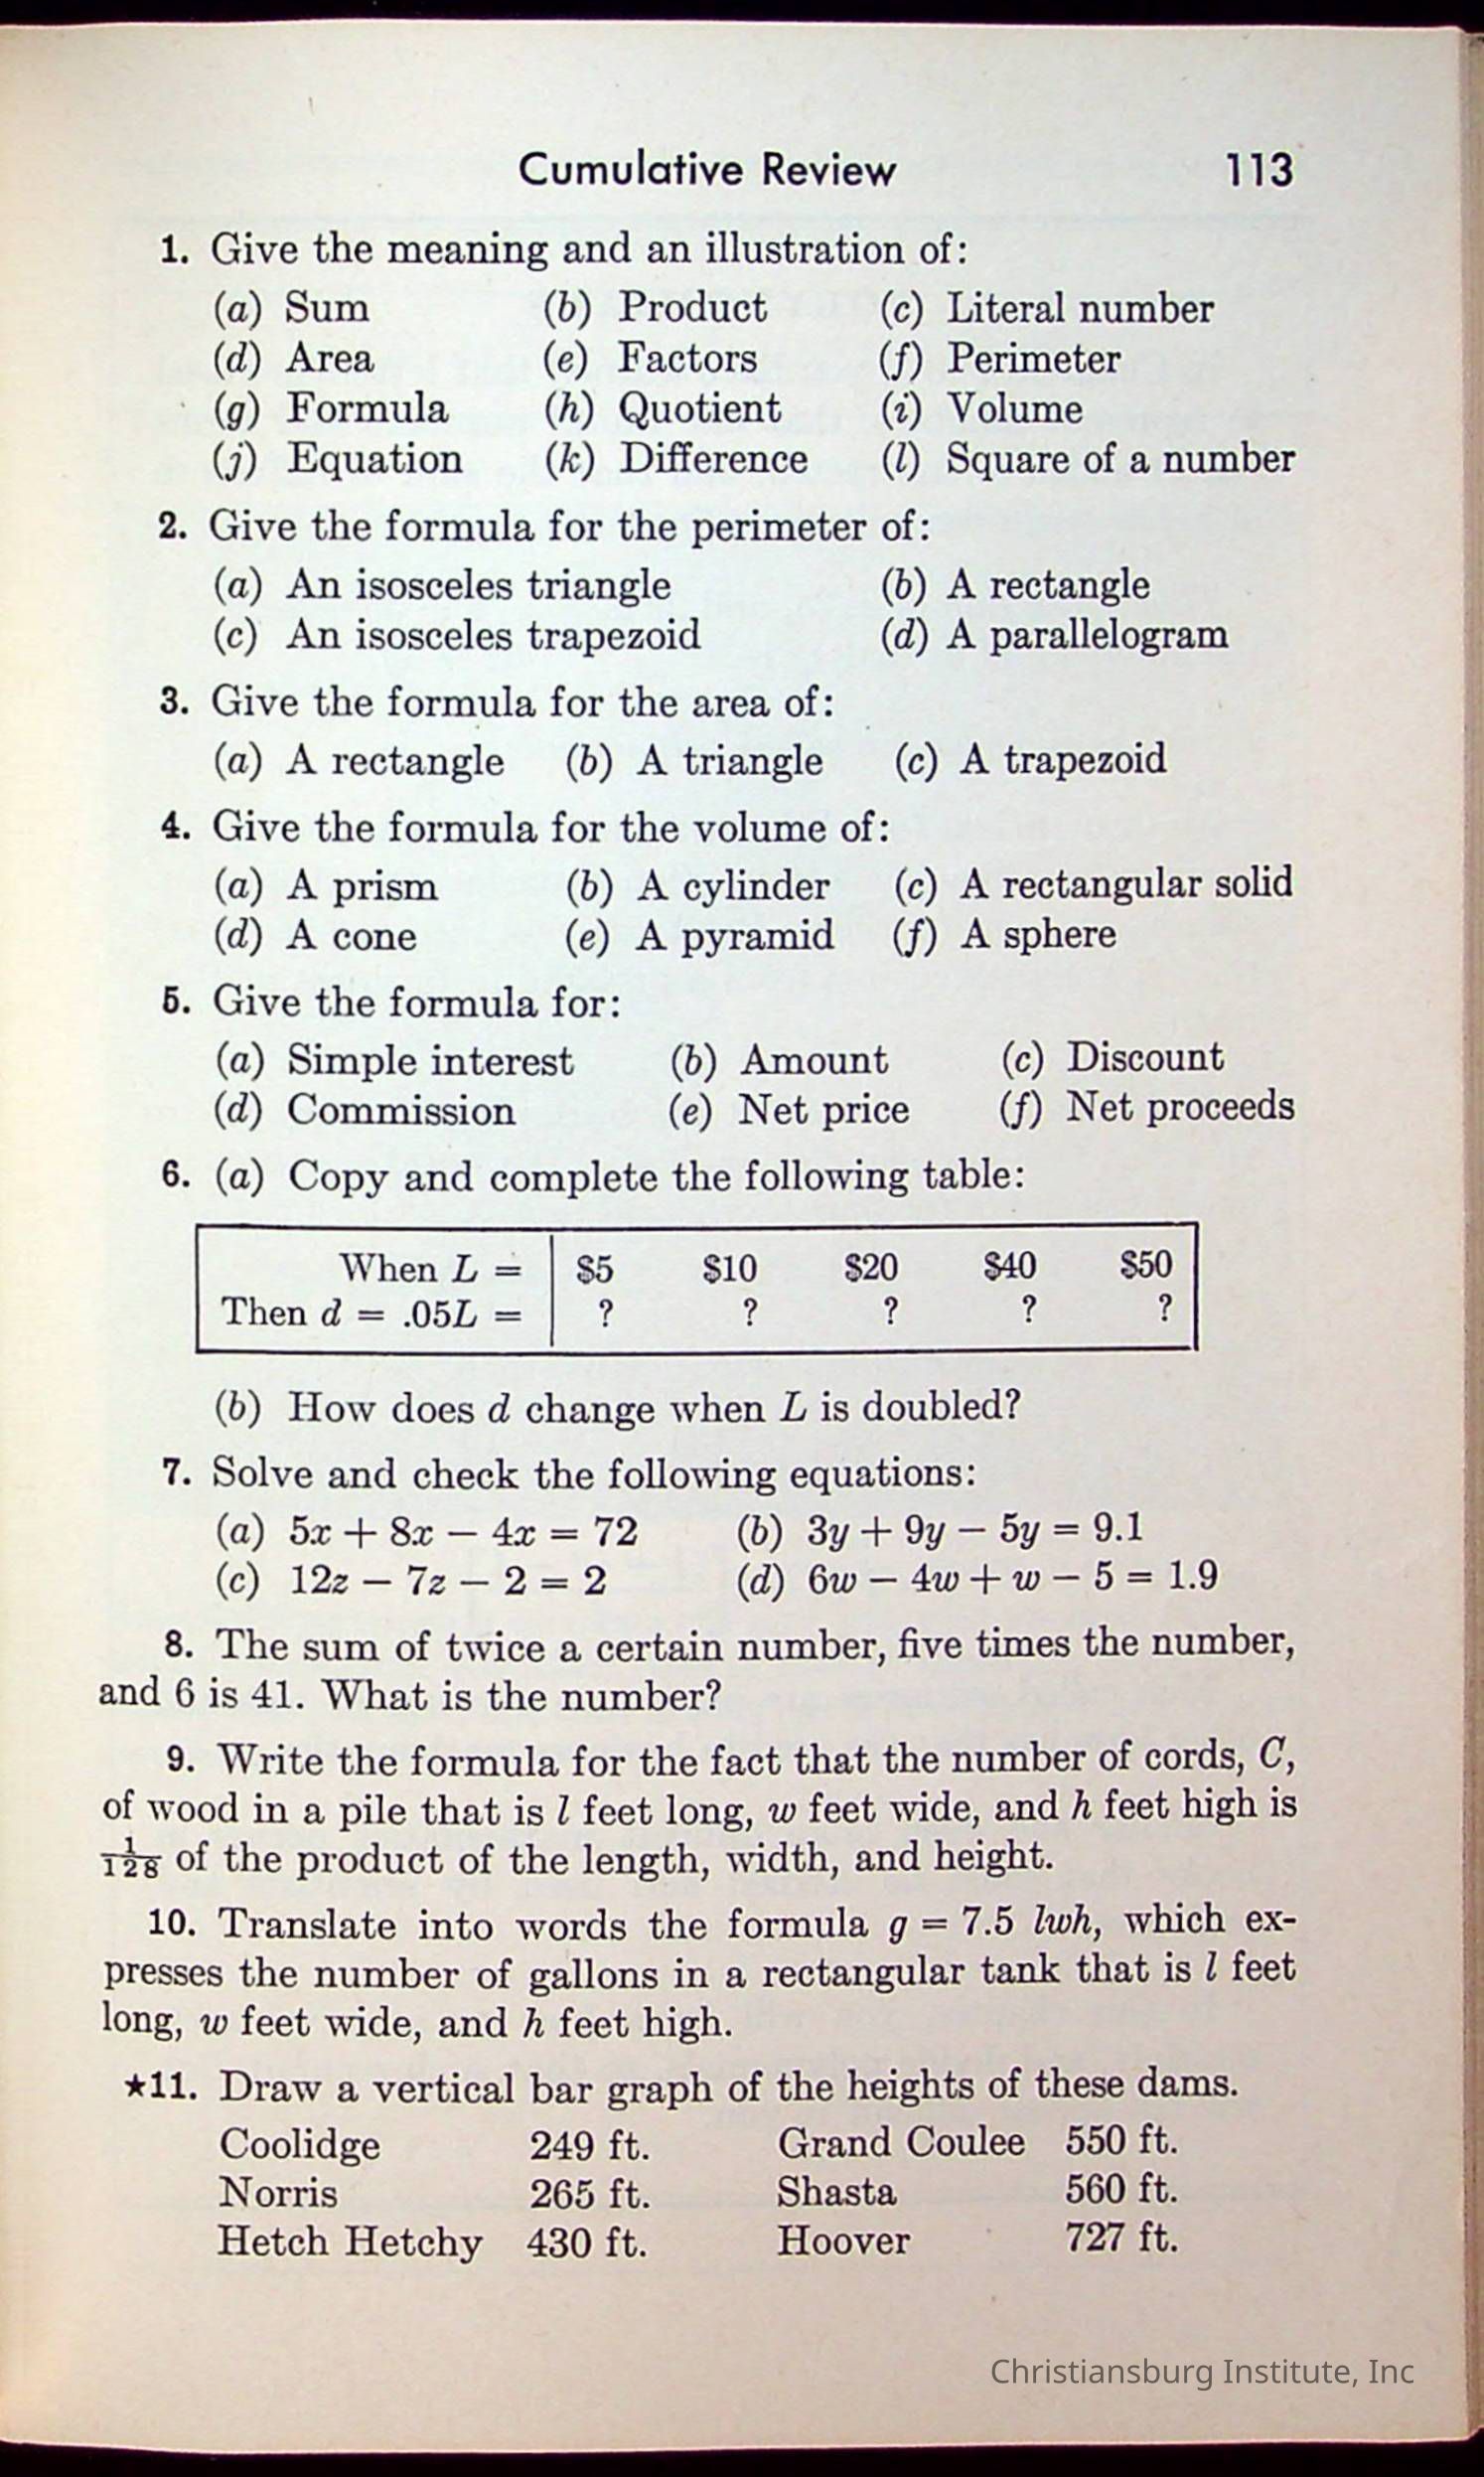 Cumulative Review 113
1. Give the meaning and an illustration of:
(a) Sum (b) Product (c) Literal number
(d) Area (e) Factors (f) Perimeter
(g) Formula (h) Quotient (i) Volume
(j) Equation (k) Difference (l) Square of a number
2. Give the formula for the perimeter of:
(a) An isosceles triangle (b) A rectangle
(c) An isosceles trapezoid (d) A parallelogram
3. Give the formula for the area of:
(a) A rectangle (b) A triangle (c) A trapezoid
4. Give the formula for the volume of:
(a) A prism (b) A cylinder (c) A rectangular solid
(d) A cone (e) A pyramid (f) A sphere
5. Give the formula for:
(a) Simple interest (b) Amount (c) Discount
(d) Commission (e) Net price (f) Net proceeds
6. (a) Copy and complete the following table:
When L = $5 $10 $20 $40 $50
Then d = .05L = ? ? ? ? ?
(b) How does d change when L is doubled?
7. Solve and check the following equations:
(a) 5x + 8x − 4x = 72 (b) 3y + 9y − 5y = 9.1
(c) 12z − 7z − 2 = 2 (d) 6w − 4w + w − 5 = 1.9
8. The sum of twice a certain number, five times the number,
and 6 is 41. What is the number?
9. Write the formula for the fact that the number of cords, C,
of wood in a pile that is l feet long, w feet wide, and h feet high is
1/128 of the product of the length, width, and height.
10. Translate into words the formula g = 7.5 lwh, which ex-
presses the number of gallons in a rectangular tank that is l feet
long, w feet wide, and h feet high.
★11. Draw a vertical bar graph of the heights of these dams.
Coolidge 249 ft. Grand Coulee 550 ft.
Norris 265 ft. Shasta 560 ft.
Hetch Hetchy 430 ft. Hoover 727 ft.
Christiansburg Institute, Inc